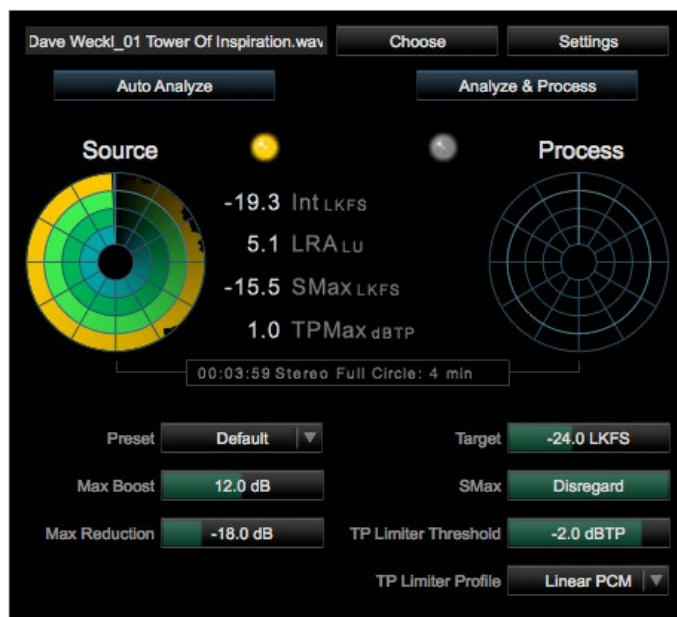 Dave Weckl_01 Tower Of Inspiration.wav Choose Settings
Auto Analyze Analyze & Process
Source Process
-19.3 Int LKFS
5.1 LRA LU
-15.5 SMax LKFS
1.0 TPMax dBTP
00:03:59 Stereo Full Circle: 4 min
Preset Default Target -24.0 LKFS
Max Boost 12.0 dB SMax Disregard
Max Reduction -18.0 dB TP Limiter Threshold -2.0 dBTP
TP Limiter Profile Linear PCM